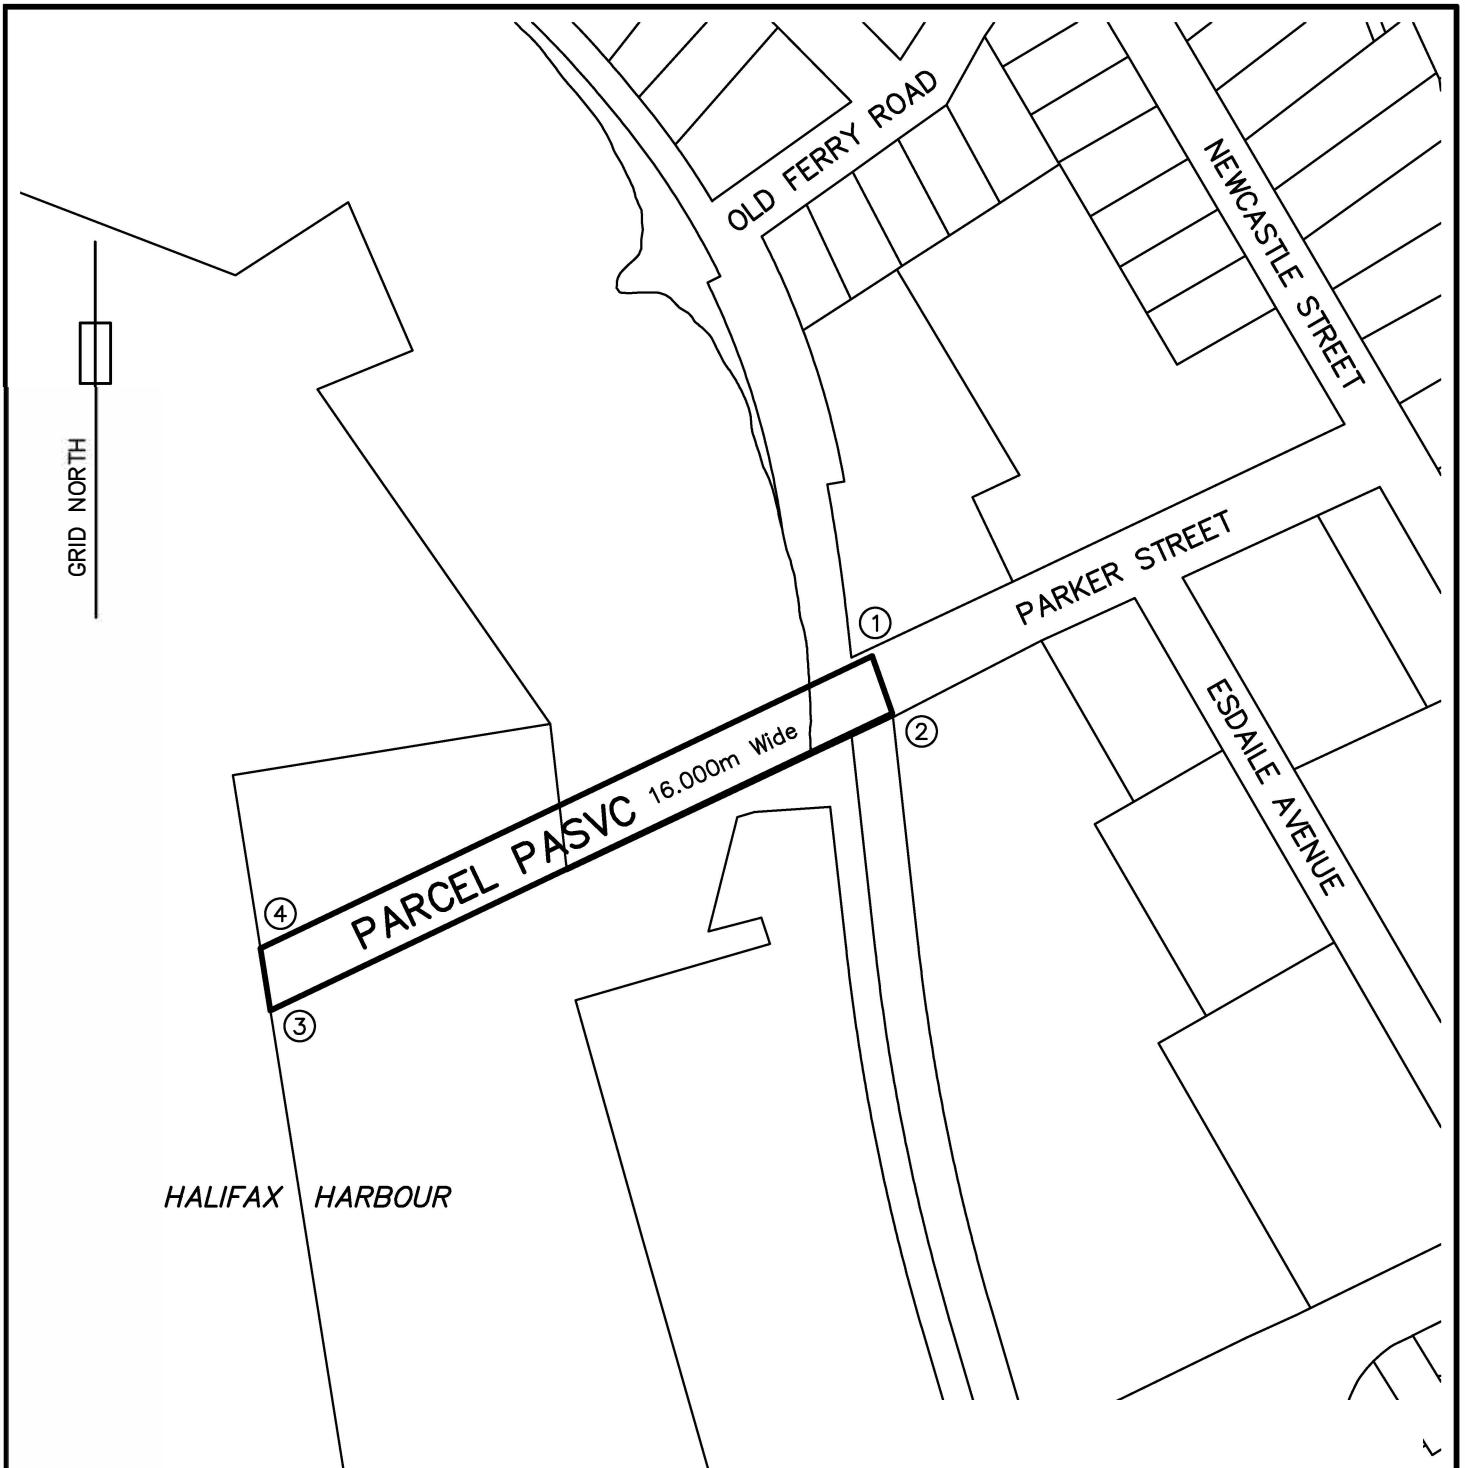 OLD FERRY ROAD
NEWCASTLE STREET
GRID NORTH
PARKER STREET
1
2
ESDAILE AVENUE
PARCEL PASVC 16.000m Wide
4
3
HALIFAX HARBOUR